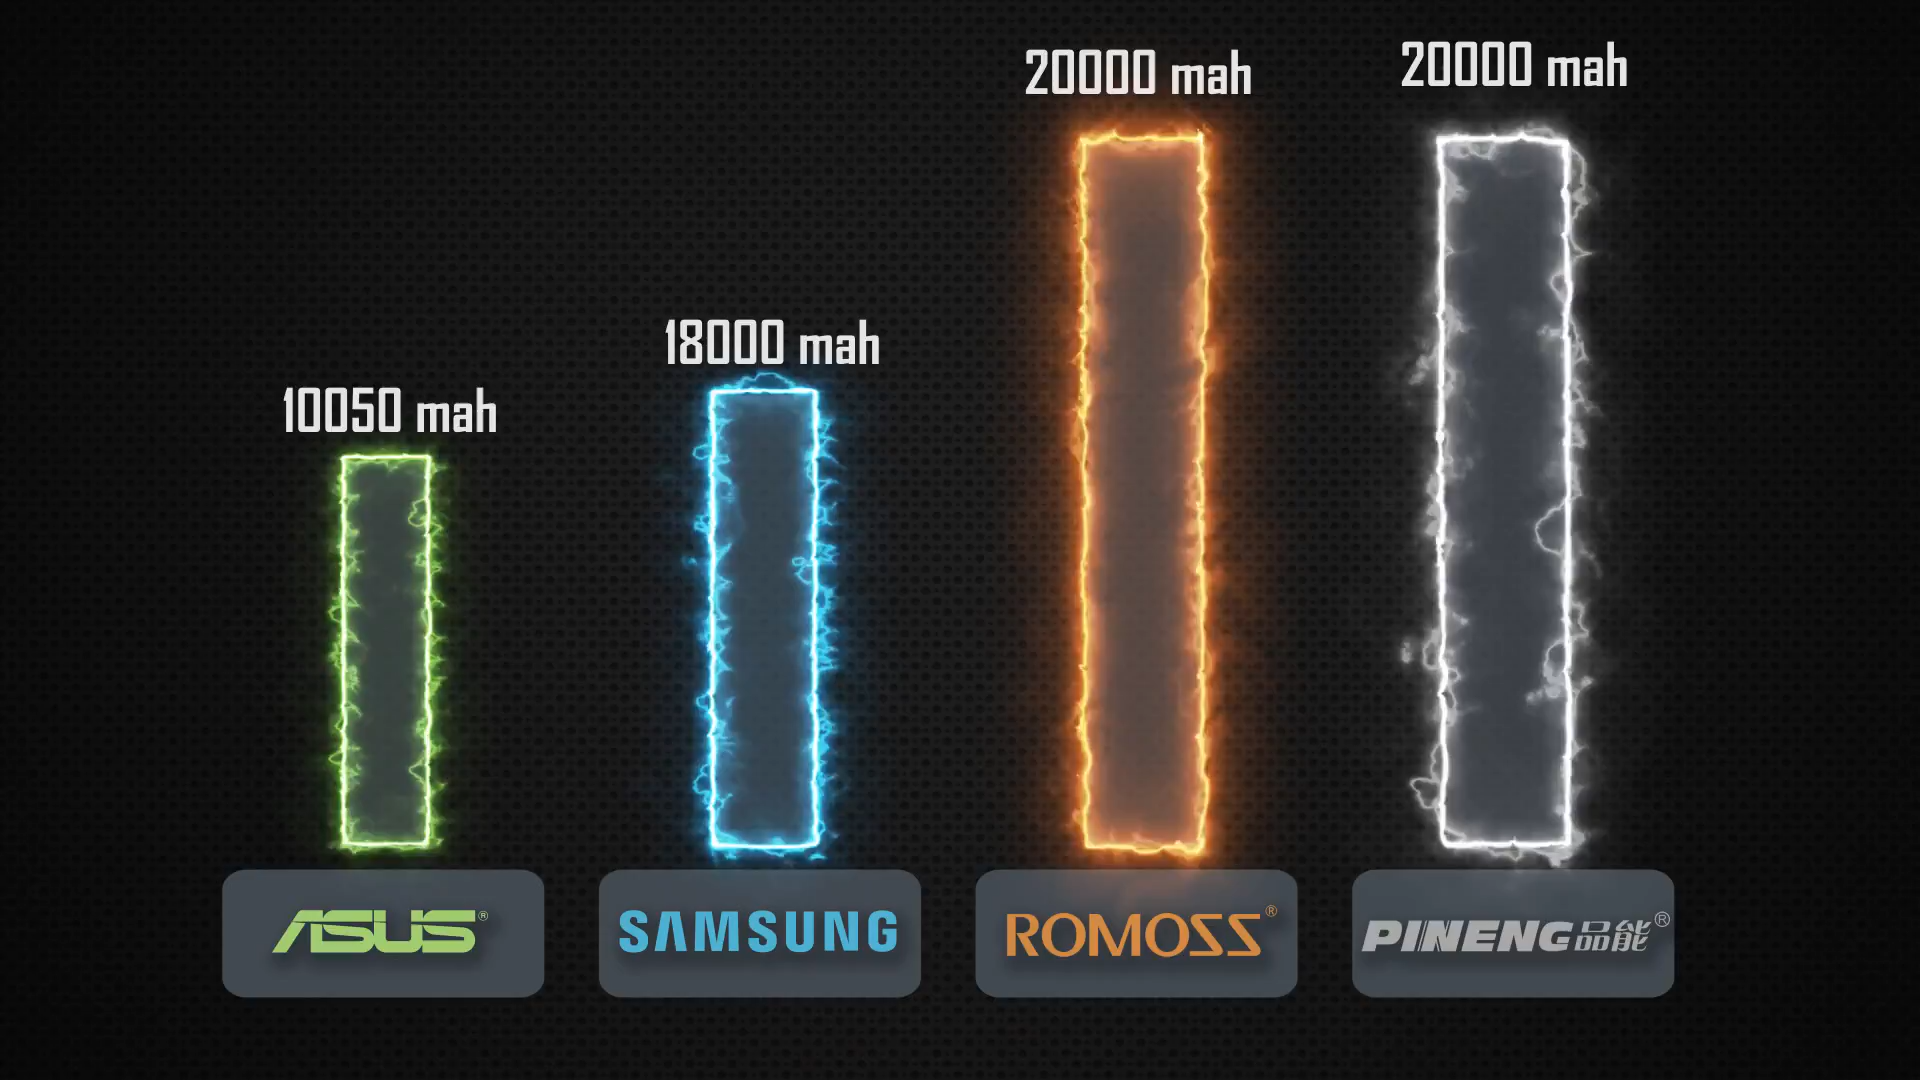 10050 mah
18000 mah
20000 mah
20000 mah
ASUS®
SAMSUNG
ROMOSS®
PINENG品能®